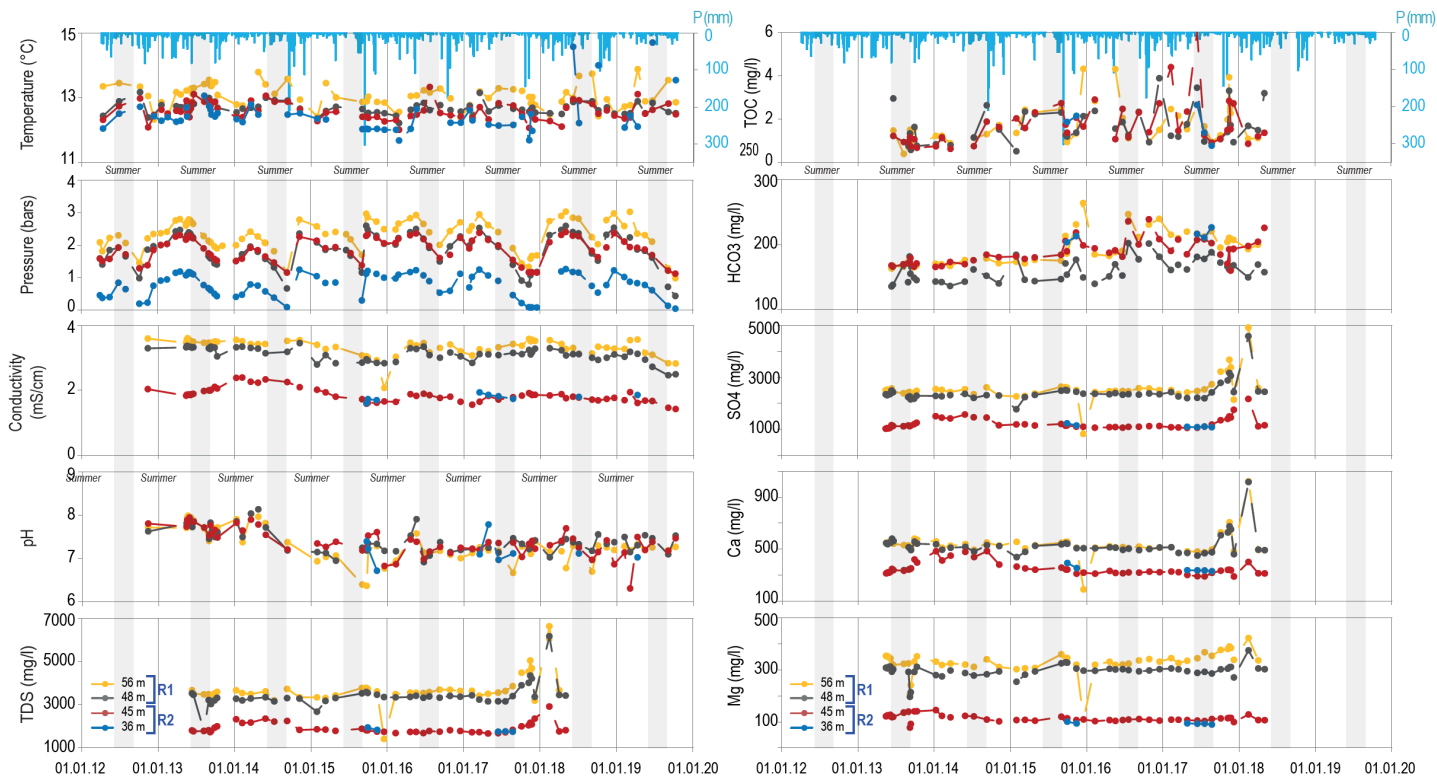 P (mm)
15
13
11
Temperature (°C)
0
100
200
300
Summer Summer Summer Summer Summer Summer Summer Summer
4
3
2
1
0
Pressure (bars)
4
2
0
Conductivity
(mS/cm)
9
8
7
6
pH
Summer Summer Summer Summer Summer Summer Summer Summer
7000
5000
3000
1000
TDS (mg/l)
56 m
48 m
R1
45 m
36 m
R2
01.01.12 01.01.13 01.01.14 01.01.15 01.01.16 01.01.17 01.01.18 01.01.19 01.01.20
P (mm)
6
4
2
250
0
TOC (mg/l)
0
100
200
300
Summer Summer Summer Summer Summer Summer Summer Summer
300
200
100
HCO3 (mg/l)
5000
3000
1000
SO4 (mg/l)
900
500
100
Ca (mg/l)
500
300
100
Mg (mg/l)
56 m
48 m
R1
45 m
36 m
R2
01.01.12 01.01.13 01.01.14 01.01.15 01.01.16 01.01.17 01.01.18 01.01.19 01.01.20